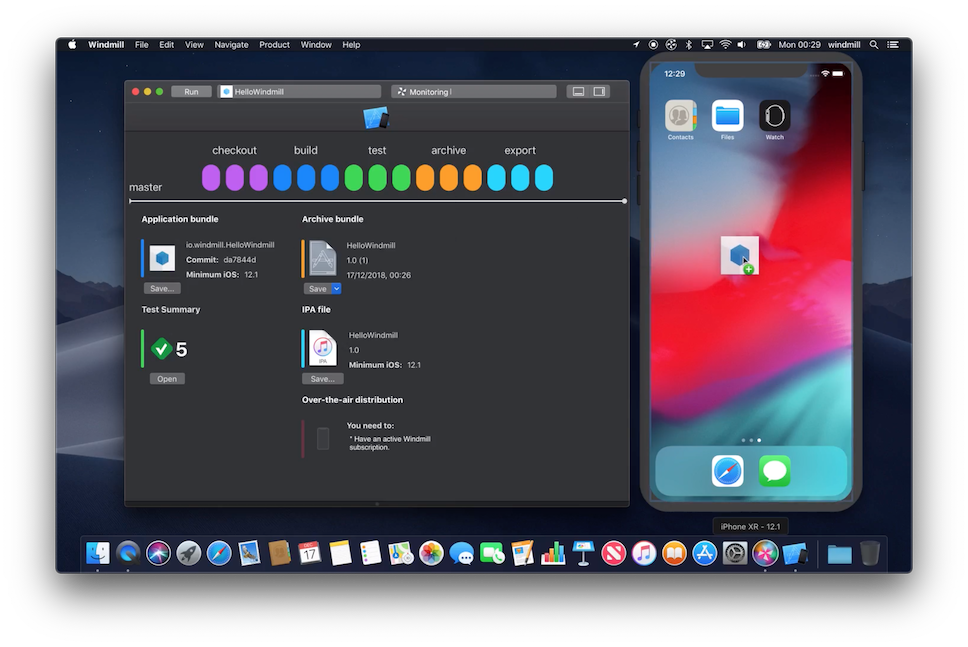 Windmill File Edit View Navigate Product Window Help
Mon 00:29 windmill
Run
HelloWindmill
Monitoring
12:29
Contacts
Files
Watch
checkout build test archive export
master
Application bundle
io.windmill.HelloWindmill
Commit: da7844d
Minimum iOS: 12.1
Save...
Archive bundle
HelloWindmill
1.0 (1)
17/12/2018, 00:26
Save
Test Summary
5
Open
IPA file
HelloWindmill
1.0
Minimum iOS: 12.1
IPA
Save...
Over-the-air distribution
You need to:
* Have an active Windmill
subscription.
iPhone XR - 12.1
17